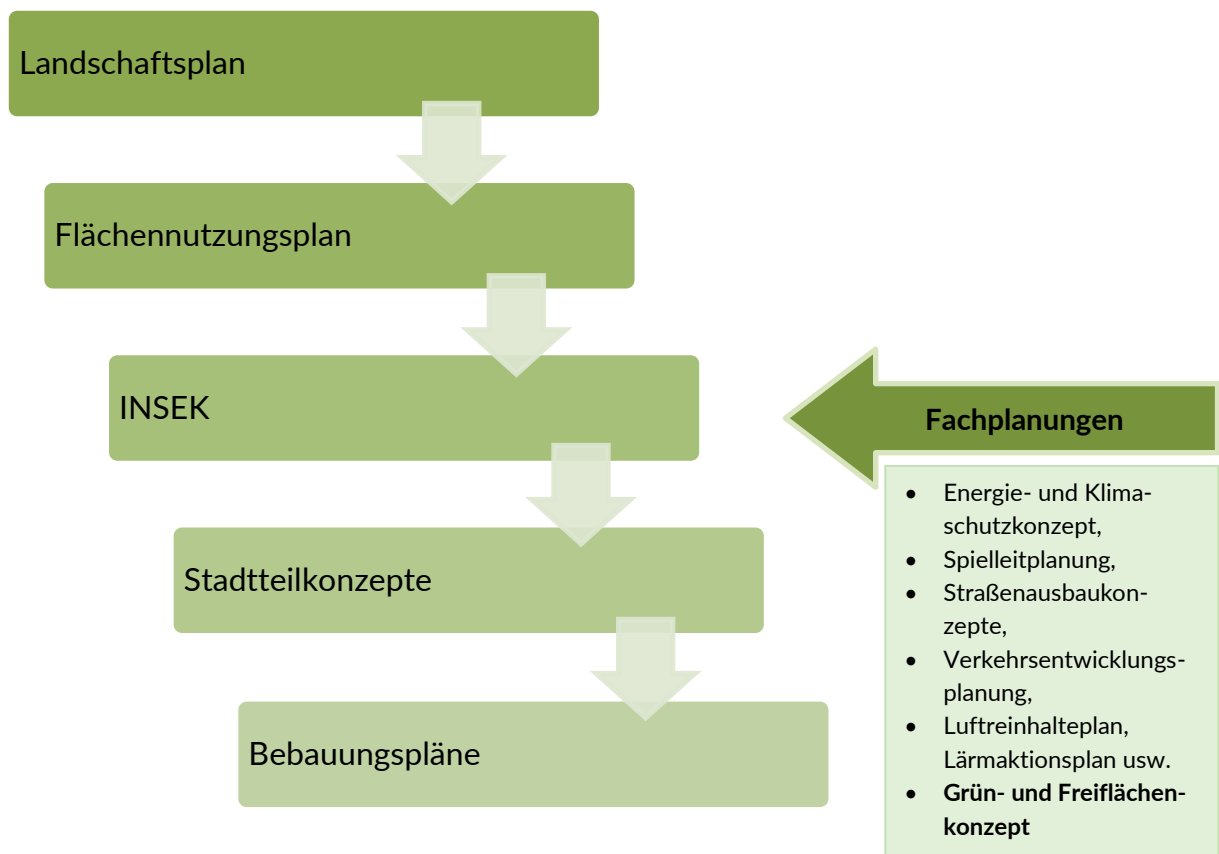 Landschaftsplan
Flächennutzungsplan
INSEK
Stadtteilkonzepte
Bebauungspläne
Fachplanungen
• Energie- und Klima-
schutzkonzept,
• Spielleitplanung,
• Straßenausbaukon-
zepte,
• Verkehrsentwicklungs-
planung,
• Luftreinhalteplan,
Lärmaktionsplan usw.
• Grün- und Freiflächen-
konzept